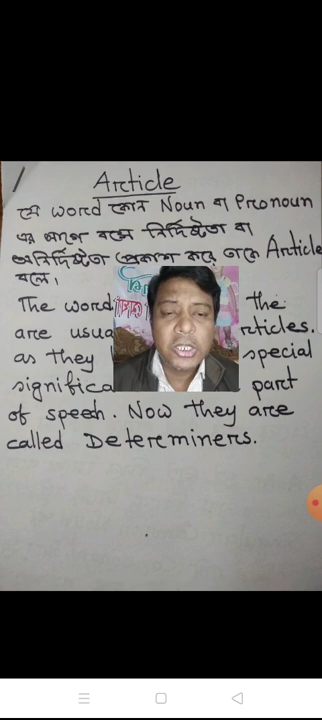 Article
যে word কোন Noun বা Pronoun
এর আগে বসে নির্দিষ্টতা বা
অনির্দিষ্টতা প্রকাশ করে তাকে Article
বলে।
The word the
are usua rticles.
as they special
significa part
of speech. Now they are
called Determiners.